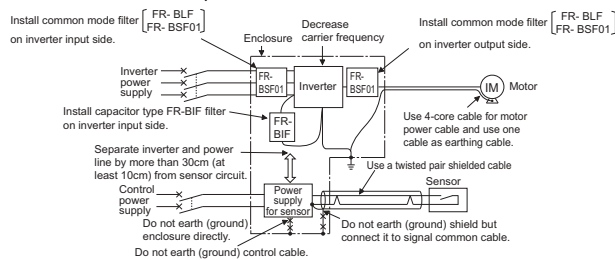 Install common mode filter [ FR- BLF
FR- BSF01 ]
on inverter input side.
Enclosure
Decrease
carrier frequency
Install common mode filter [ FR- BLF
FR- BSF01 ]
on inverter output side.
Inverter
power
supply
FR-
BSF01
Inverter
FR-
BSF01
IM
Motor
Install capacitor type FR-BIF filter
on inverter input side.
FR-
BIF
Use 4-core cable for motor
power cable and use one
cable as earthing cable.
Separate inverter and power
line by more than 30cm (at
least 10cm) from sensor circuit.
Use a twisted pair shielded cable
Control
power
supply
Power
supply
for sensor
Sensor
Do not earth (ground)
enclosure directly.
Do not earth (ground) shield but
connect it to signal common cable.
Do not earth (ground) control cable.